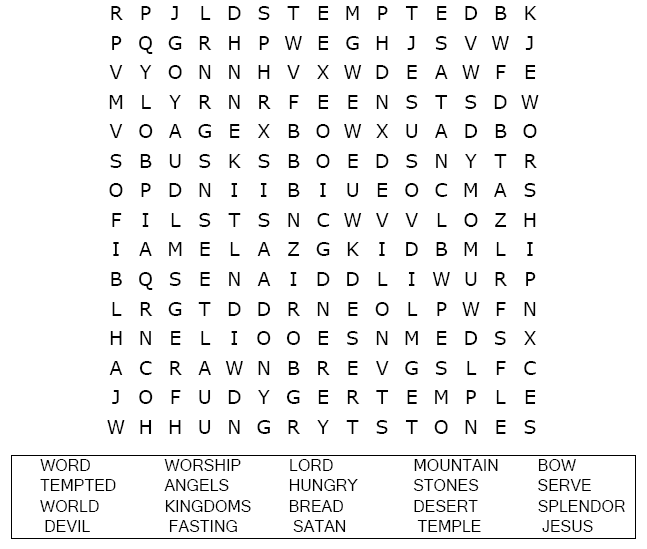 R P J L D S T E M P T E D B K
P Q G R H P W E G H J S V W J
V Y O N N H V X W D E A W F E
M L Y R N R F E E N S T S D W
V O A G E X B O W X U A D B O
S B U S K S B O E D S N Y T R
O P D N I I B I U E O C M A S
F I L S T S N C W V V L O Z H
I A M E L A Z G K I D B M L I
B Q S E N A I D D L I W U R P
L R G T D D R N E O L P W F N
H N E L I O O E S N M E D S X
A C R A W N B R E V G S L F C
J O F U D Y G E R T E M P L E
W H H U N G R Y T S T O N E S
WORD WORSHIP LORD MOUNTAIN BOW
TEMPTED ANGELS HUNGRY STONES SERVE
WORLD KINGDOMS BREAD DESERT SPLENDOR
DEVIL FASTING SATAN TEMPLE JESUS